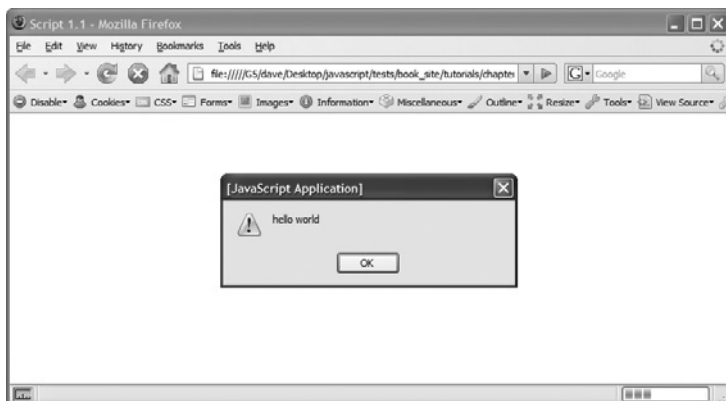 Script 1.1 - Mozilla Firefox
File Edit View History Bookmarks Tools Help
file://///G5/dave/Desktop/javascript/tests/book_site/tutorials/chapter G Google
Disable Cookies CSS Forms Images Information Miscellaneous Outline Resize Tools View Source
[JavaScript Application]
hello world
OK